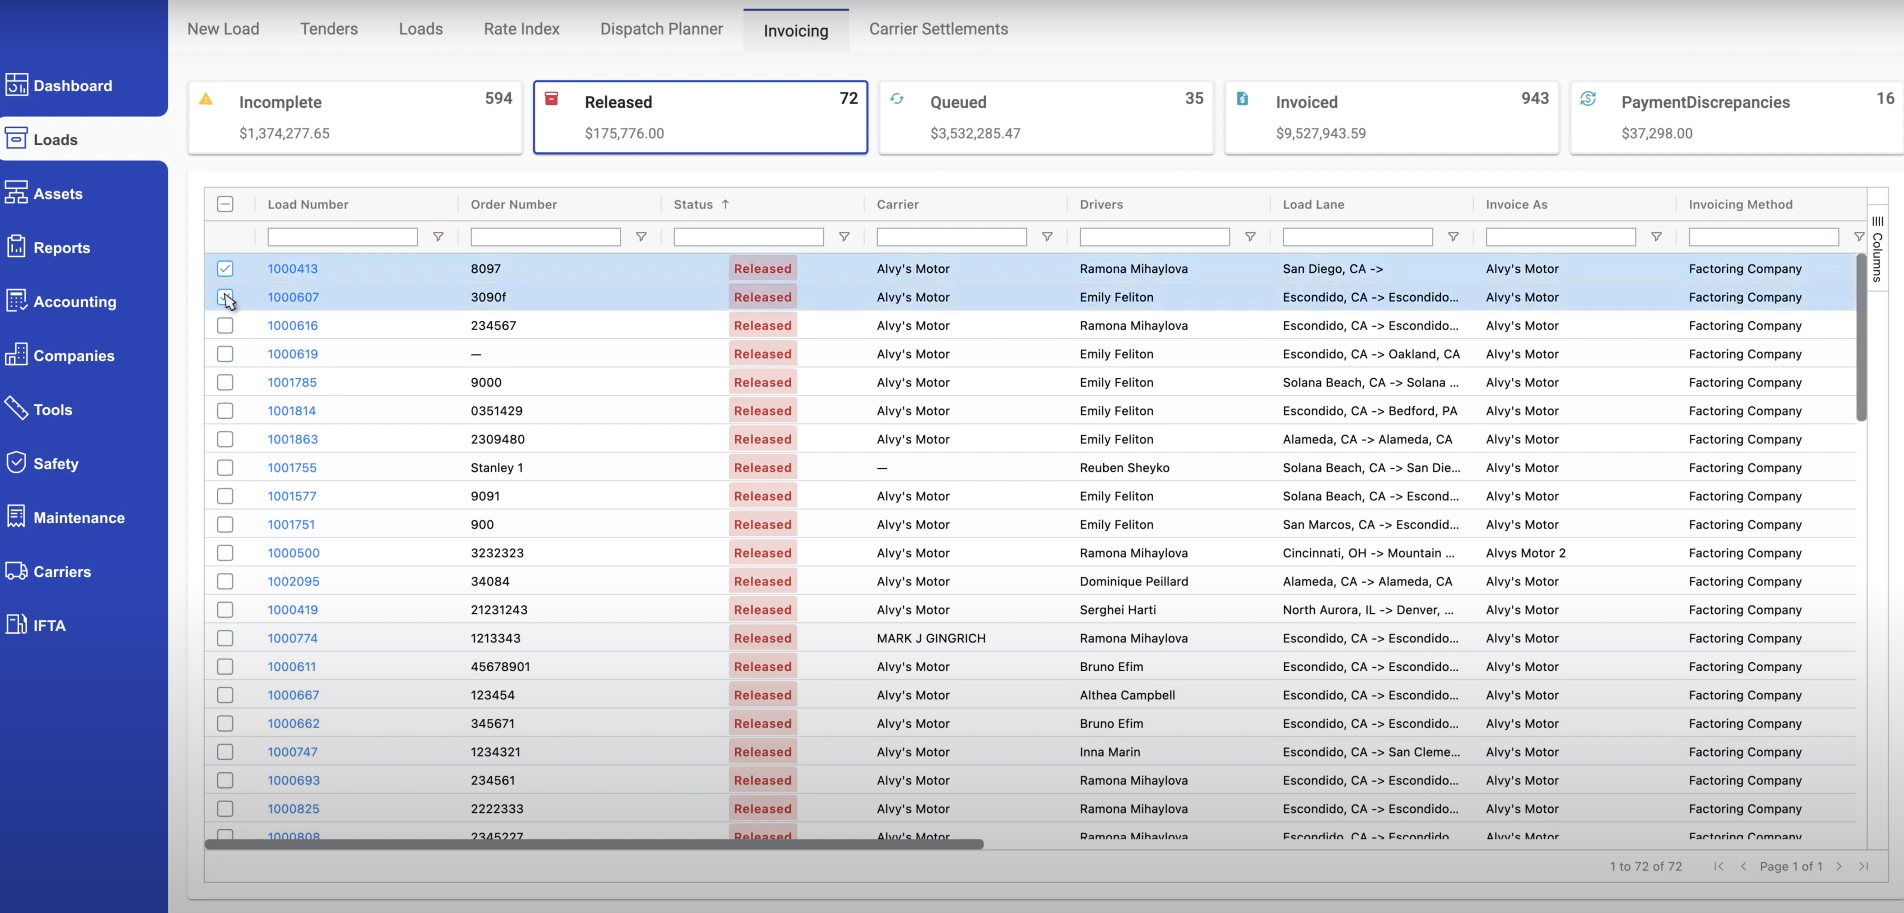 New Load Tenders Loads Rate Index Dispatch Planner Invoicing Carrier Settlements
Dashboard
Loads
Assets
Reports
Accounting
Companies
Tools
Safety
Maintenance
Carriers
IFTA
Incomplete 594
$1,374,277.65
Released 72
$175,776.00
Queued 35
$3,532,285.47
Invoiced 943
$9,527,943.59
PaymentDiscrepancies 16
$37,298.00
Load Number Order Number Status ↑ Carrier Drivers Load Lane Invoice As Invoicing Method
Columns
1000413 8097 Released Alvy's Motor Ramona Mihaylova San Diego, CA -> Alvy's Motor Factoring Company
1000607 3090f Released Alvy's Motor Emily Feliton Escondido, CA -> Escondido... Alvy's Motor Factoring Company
1000616 234567 Released Alvy's Motor Ramona Mihaylova Escondido, CA -> Escondido... Alvy's Motor Factoring Company
1000619 — Released Alvy's Motor Emily Feliton Escondido, CA -> Oakland, CA Alvy's Motor Factoring Company
1001785 9000 Released Alvy's Motor Emily Feliton Solana Beach, CA -> Solana ... Alvy's Motor Factoring Company
1001814 0351429 Released Alvy's Motor Emily Feliton Escondido, CA -> Bedford, PA Alvy's Motor Factoring Company
1001863 2309480 Released Alvy's Motor Emily Feliton Alameda, CA -> Alameda, CA Alvy's Motor Factoring Company
1001755 Stanley 1 Released — Reuben Sheyko Solana Beach, CA -> San Die... Alvy's Motor Factoring Company
1001577 9091 Released Alvy's Motor Emily Feliton Solana Beach, CA -> Escond... Alvy's Motor Factoring Company
1001751 900 Released Alvy's Motor Emily Feliton San Marcos, CA -> Escondid... Alvy's Motor Factoring Company
1000500 3232323 Released Alvy's Motor Ramona Mihaylova Cincinnati, OH -> Mountain ... Alvys Motor 2 Factoring Company
1002095 34084 Released Alvy's Motor Dominique Peillard Alameda, CA -> Alameda, CA Alvy's Motor Factoring Company
1000419 21231243 Released Alvy's Motor Serghei Harti North Aurora, IL -> Denver, ... Alvy's Motor Factoring Company
1000774 1213343 Released MARK J GINGRICH Ramona Mihaylova Escondido, CA -> Escondido... Alvy's Motor Factoring Company
1000611 45678901 Released Alvy's Motor Bruno Efim Escondido, CA -> Escondido... Alvy's Motor Factoring Company
1000667 123454 Released Alvy's Motor Althea Campbell Escondido, CA -> Escondido... Alvy's Motor Factoring Company
1000662 345671 Released Alvy's Motor Bruno Efim Escondido, CA -> Escondido... Alvy's Motor Factoring Company
1000747 1234321 Released Alvy's Motor Inna Marin Escondido, CA -> San Cleme... Alvy's Motor Factoring Company
1000693 234561 Released Alvy's Motor Ramona Mihaylova Escondido, CA -> Escondido... Alvy's Motor Factoring Company
1000825 2222333 Released Alvy's Motor Ramona Mihaylova Escondido, CA -> Escondido... Alvy's Motor Factoring Company
1000808 2345227 Released Alvy's Motor Ramona Mihaylova Escondido, CA -> Escondido Alvy's Motor Factoring Company
1 to 72 of 72 Page 1 of 1